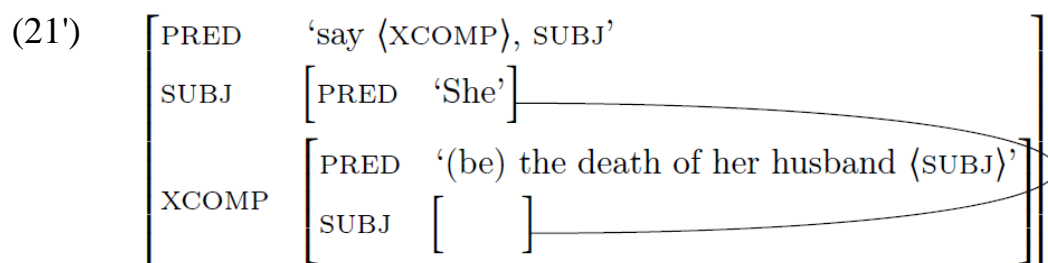 (21') PRED ‘say ⟨XCOMP⟩, SUBJ’
SUBJ [PRED ‘She’]
XCOMP [PRED ‘(be) the death of her husband ⟨SUBJ⟩’
SUBJ [ ]]